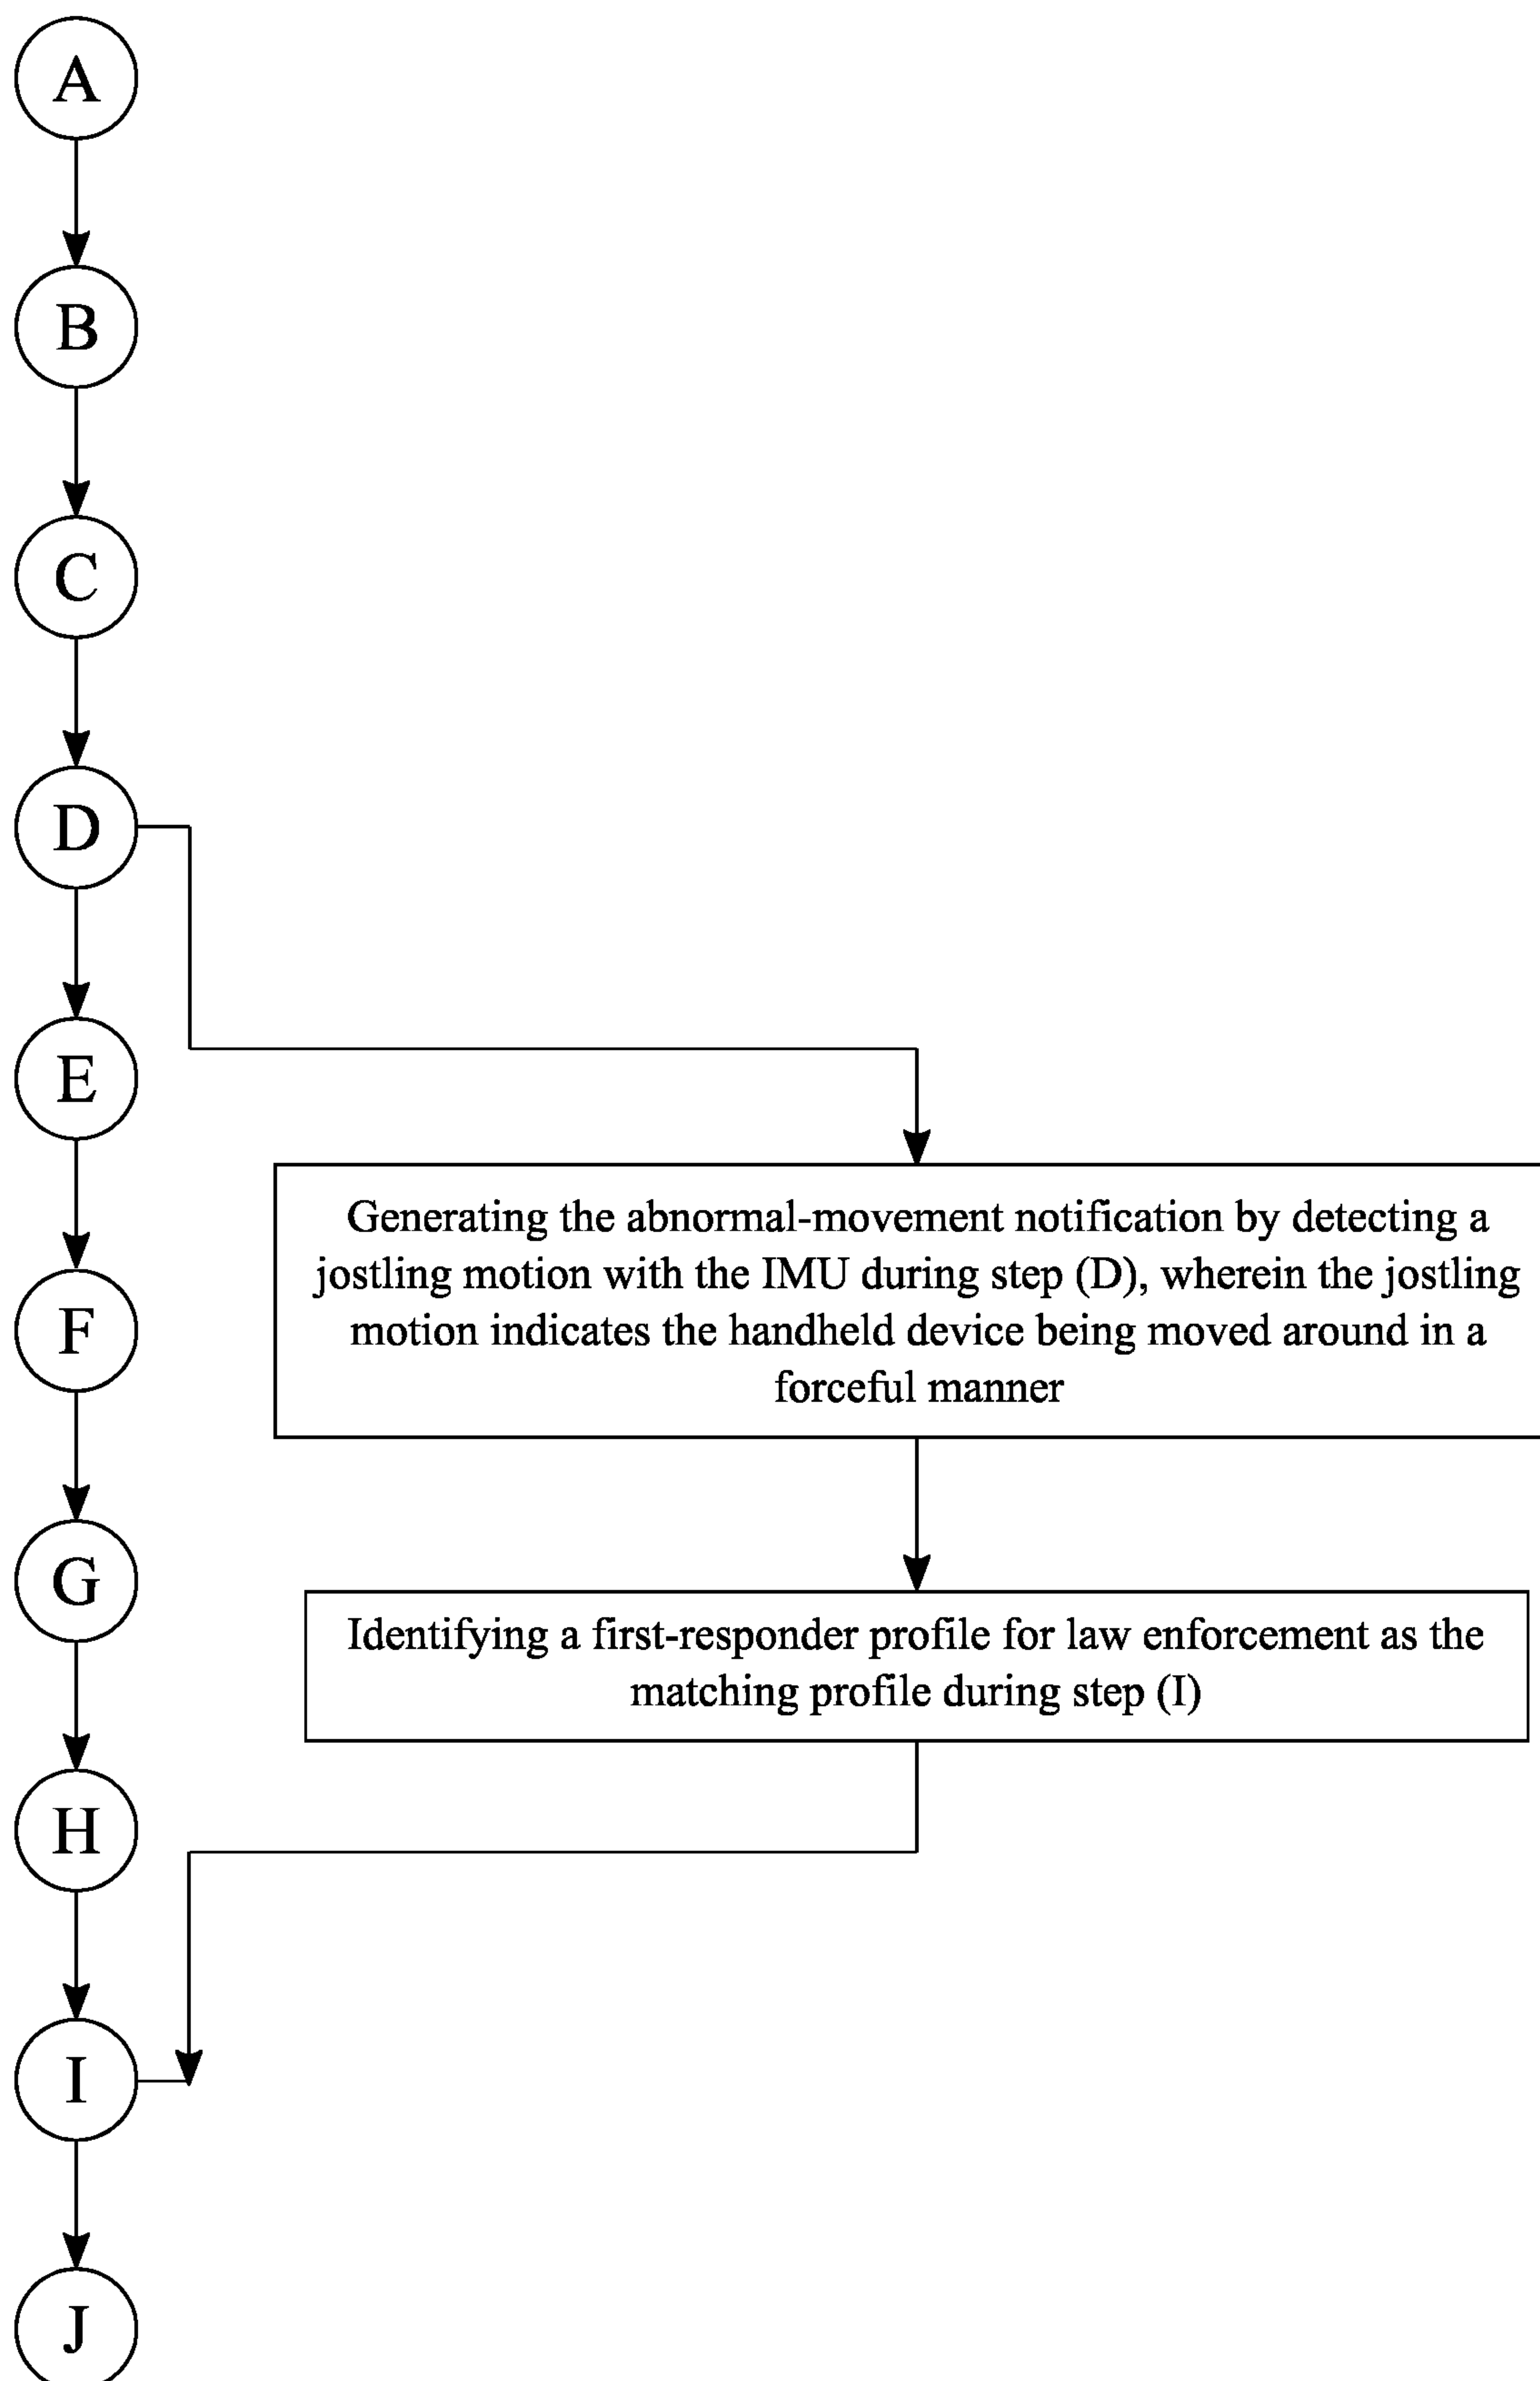 A
B
C
D
E
Generating the abnormal-movement notification by detecting a
jostling motion with the IMU during step (D), wherein the jostling
motion indicates the handheld device being moved around in a
forceful manner
F
G
Identifying a first-responder profile for law enforcement as the
matching profile during step (I)
H
I
J